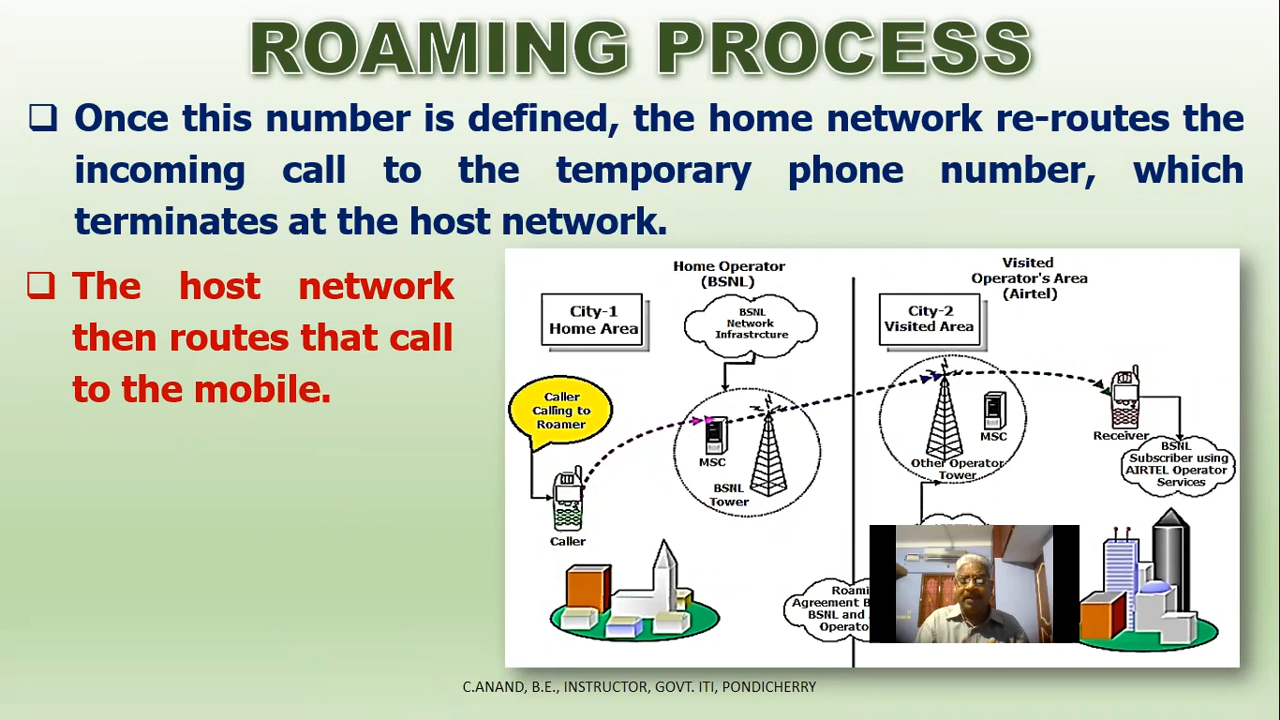 ROAMING PROCESS
Once this number is defined, the home network re-routes the
incoming call to the temporary phone number, which
terminates at the host network.
The host network
then routes that call
to the mobile.
Home Operator
(BSNL)
Visited
Operator's Area
(Airtel)
City-1
Home Area
BSNL
Network
Infrastrcture
City-2
Visited Area
Caller
Calling to
Roamer
MSC
BSNL
Tower
MSC
Other Operator
Tower
Receiver
BSNL
Subscriber using
AIRTEL Operator
Services
Caller
Agreement
BSNL and
C.ANAND, B.E., INSTRUCTOR, GOVT. ITI, PONDICHERRY